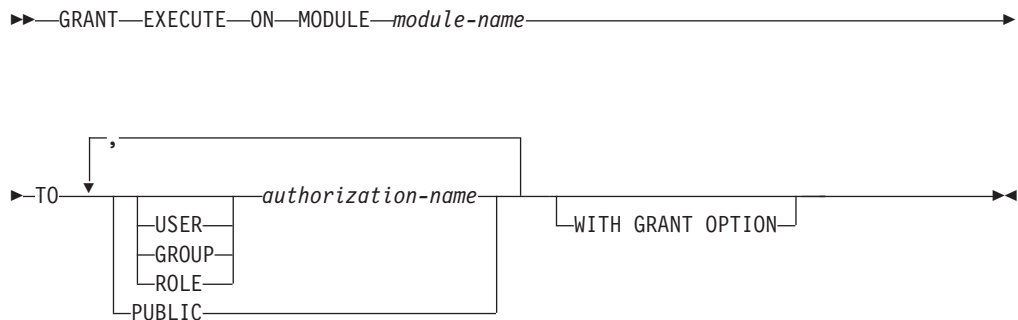 GRANT EXECUTE ON MODULE module-name
,
TO authorization-name
USER
GROUP
ROLE
PUBLIC
WITH GRANT OPTION